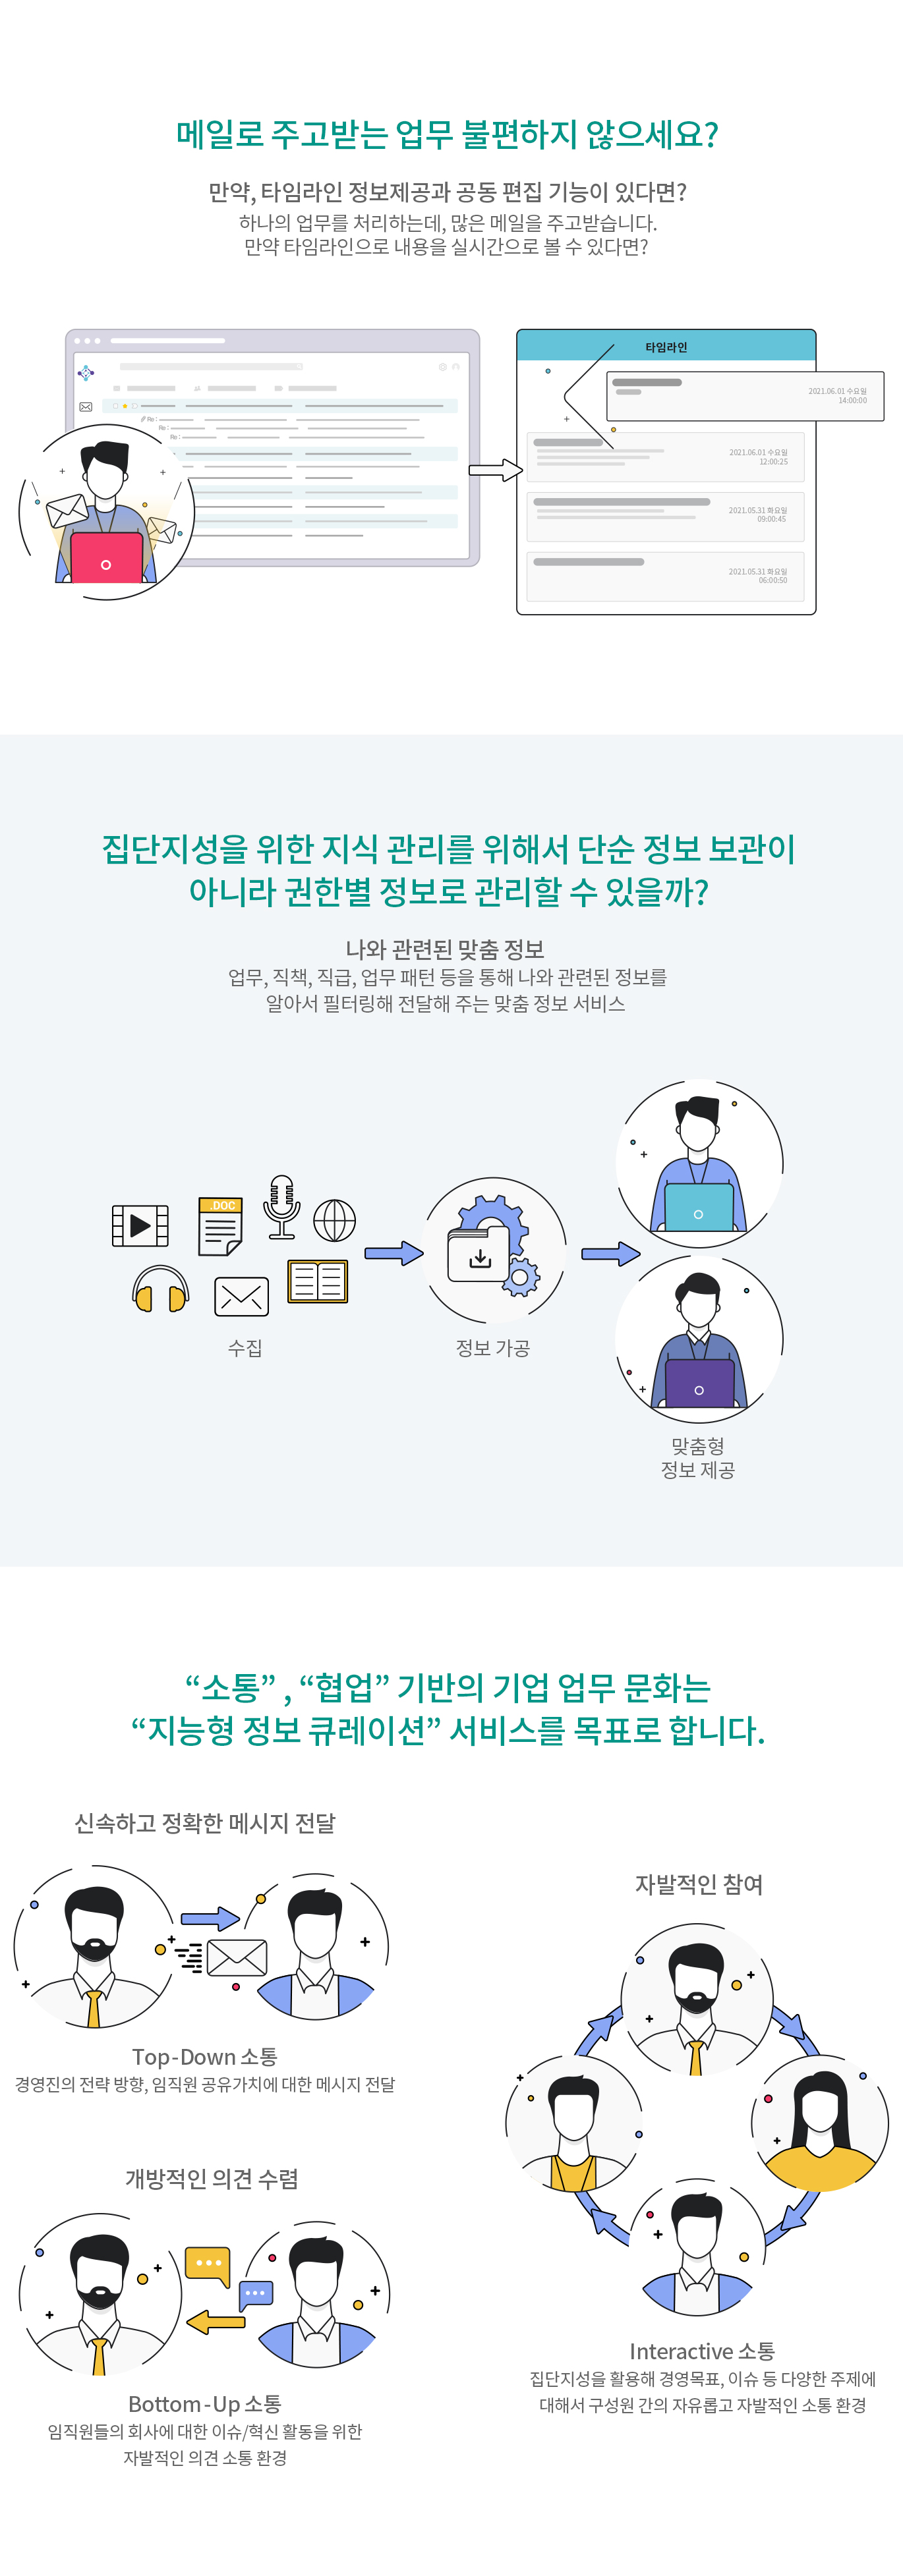 메일로 주고받는 업무 불편하지 않으세요?
만약, 타임라인 정보제공과 공동 편집 기능이 있다면?
하나의 업무를 처리하는데, 많은 메일을 주고받습니다.
만약 타임라인으로 내용을 실시간으로 볼 수 있다면?
Re :
Re :
Re :
타임라인
2021.06.01 수요일
14:00:00
2021.06.01 수요일
12:00:25
2021.05.31 화요일
09:00:45
2021.05.31 화요일
06:00:50
집단지성을 위한 지식 관리를 위해서 단순 정보 보관이
아니라 권한별 정보로 관리할 수 있을까?
나와 관련된 맞춤 정보
업무, 직책, 직급, 업무 패턴 등을 통해 나와 관련된 정보를
알아서 필터링해 전달해 주는 맞춤 정보 서비스
.DOC
수집
정보 가공
맞춤형
정보 제공
“소통” , “협업” 기반의 기업 업무 문화는
“지능형 정보 큐레이션” 서비스를 목표로 합니다.
신속하고 정확한 메시지 전달
Top-Down 소통
경영진의 전략 방향, 임직원 공유가치에 대한 메시지 전달
개방적인 의견 수렴
Bottom-Up 소통
임직원들의 회사에 대한 이슈/혁신 활동을 위한
자발적인 의견 소통 환경
자발적인 참여
Interactive 소통
집단지성을 활용해 경영목표, 이슈 등 다양한 주제에
대해서 구성원 간의 자유롭고 자발적인 소통 환경